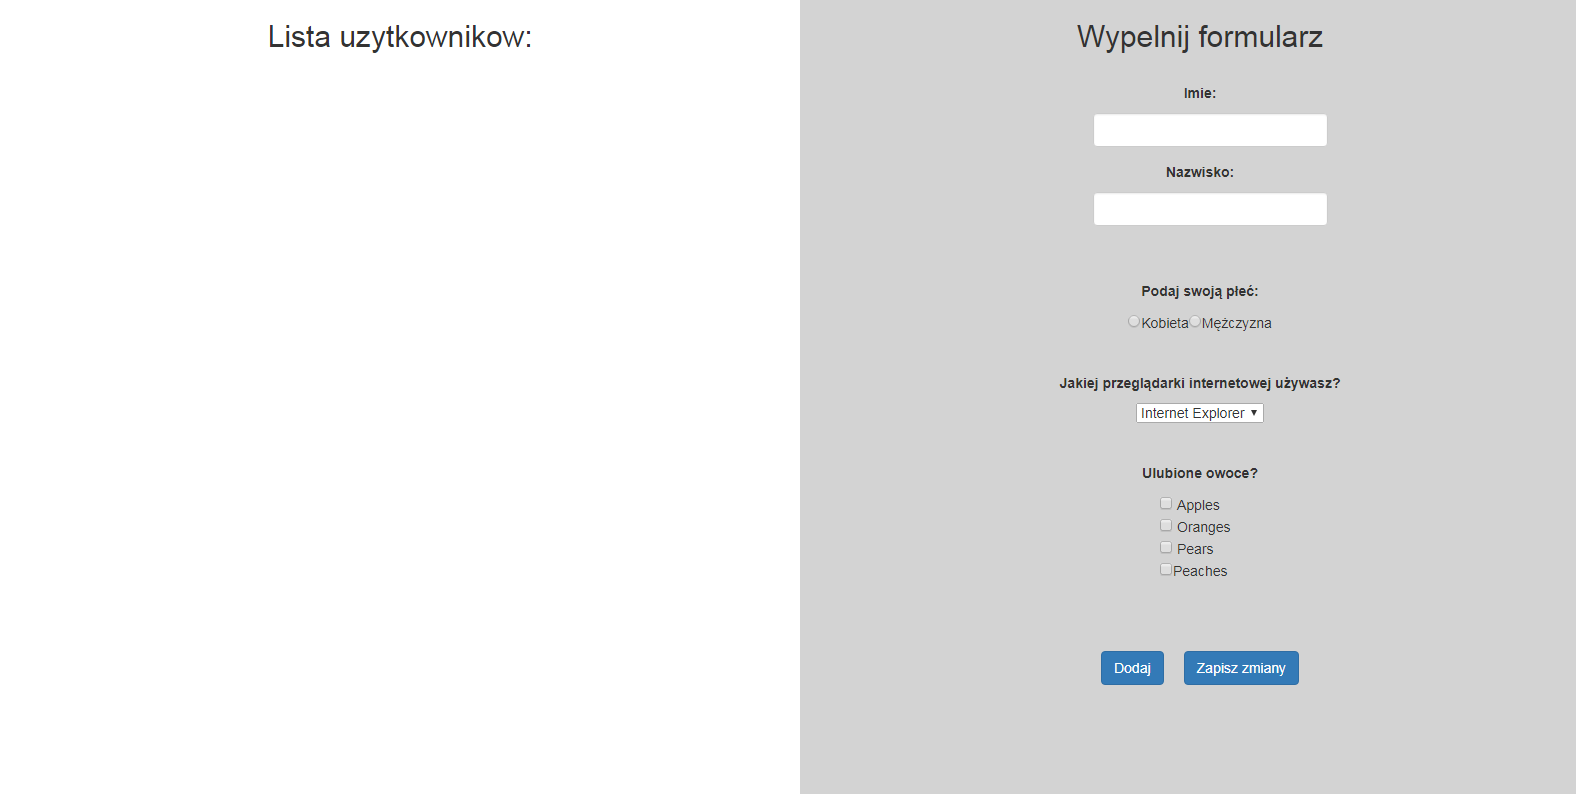 Lista uzytkownikow:
Wypelnij formularz
Imie:
Nazwisko:
Podaj swoją płeć:
Kobieta Mężczyzna
Jakiej przeglądarki internetowej używasz?
Internet Explorer
Ulubione owoce?
Apples
Oranges
Pears
Peaches
Dodaj Zapisz zmiany